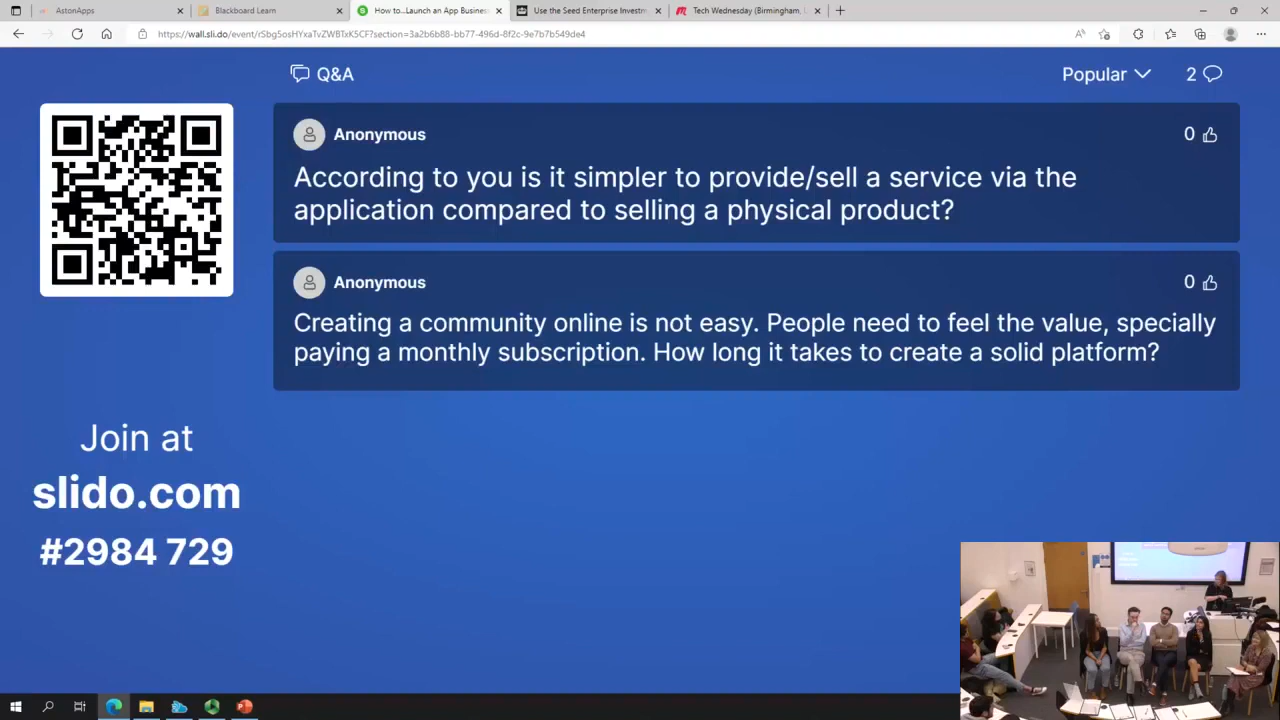 AstonApps
Blackboard Learn
How to...Launch an App Busines
Use the Seed Enterprise Investm
Tech Wednesday (Birmingham,
https://wall.sli.do/event/rSbg5osHYxaTvZWBTxK5CF?section=3a2b6b88-bb77-496d-8f2c-9e7b7b549de4
Q&A
Popular
2
Anonymous
0
According to you is it simpler to provide/sell a service via the
application compared to selling a physical product?
Anonymous
0
Creating a community online is not easy. People need to feel the value, specially
paying a monthly subscription. How long it takes to create a solid platform?
Join at
slido.com
#2984 729